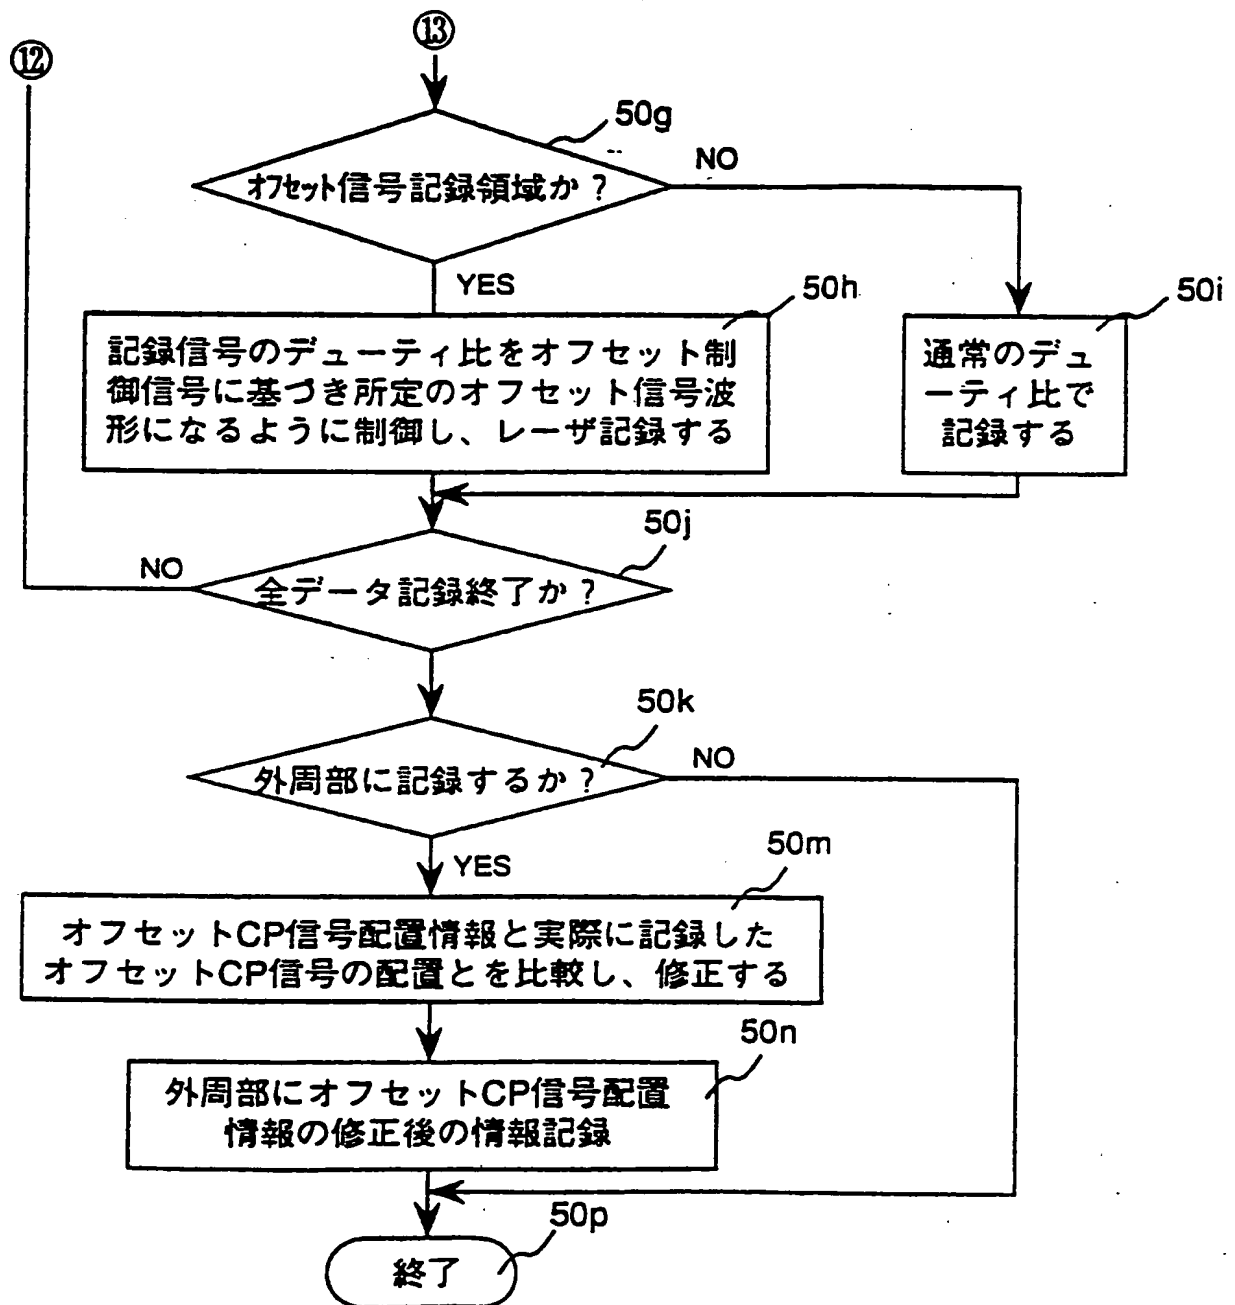 ⑬
⑫
50g
オフセット信号記録領域か？
NO
YES
50h
50i
記録信号のデューティ比をオフセット制
御信号に基づき所定のオフセット信号波
形になるように制御し、レーザ記録する
通常のデュ
ーティ比で
記録する
50j
NO
全データ記録終了か？
50k
外周部に記録するか？
NO
YES
50m
オフセットCP信号配置情報と実際に記録した
オフセットCP信号の配置とを比較し、修正する
50n
外周部にオフセットCP信号配置
情報の修正後の情報記録
50p
終了